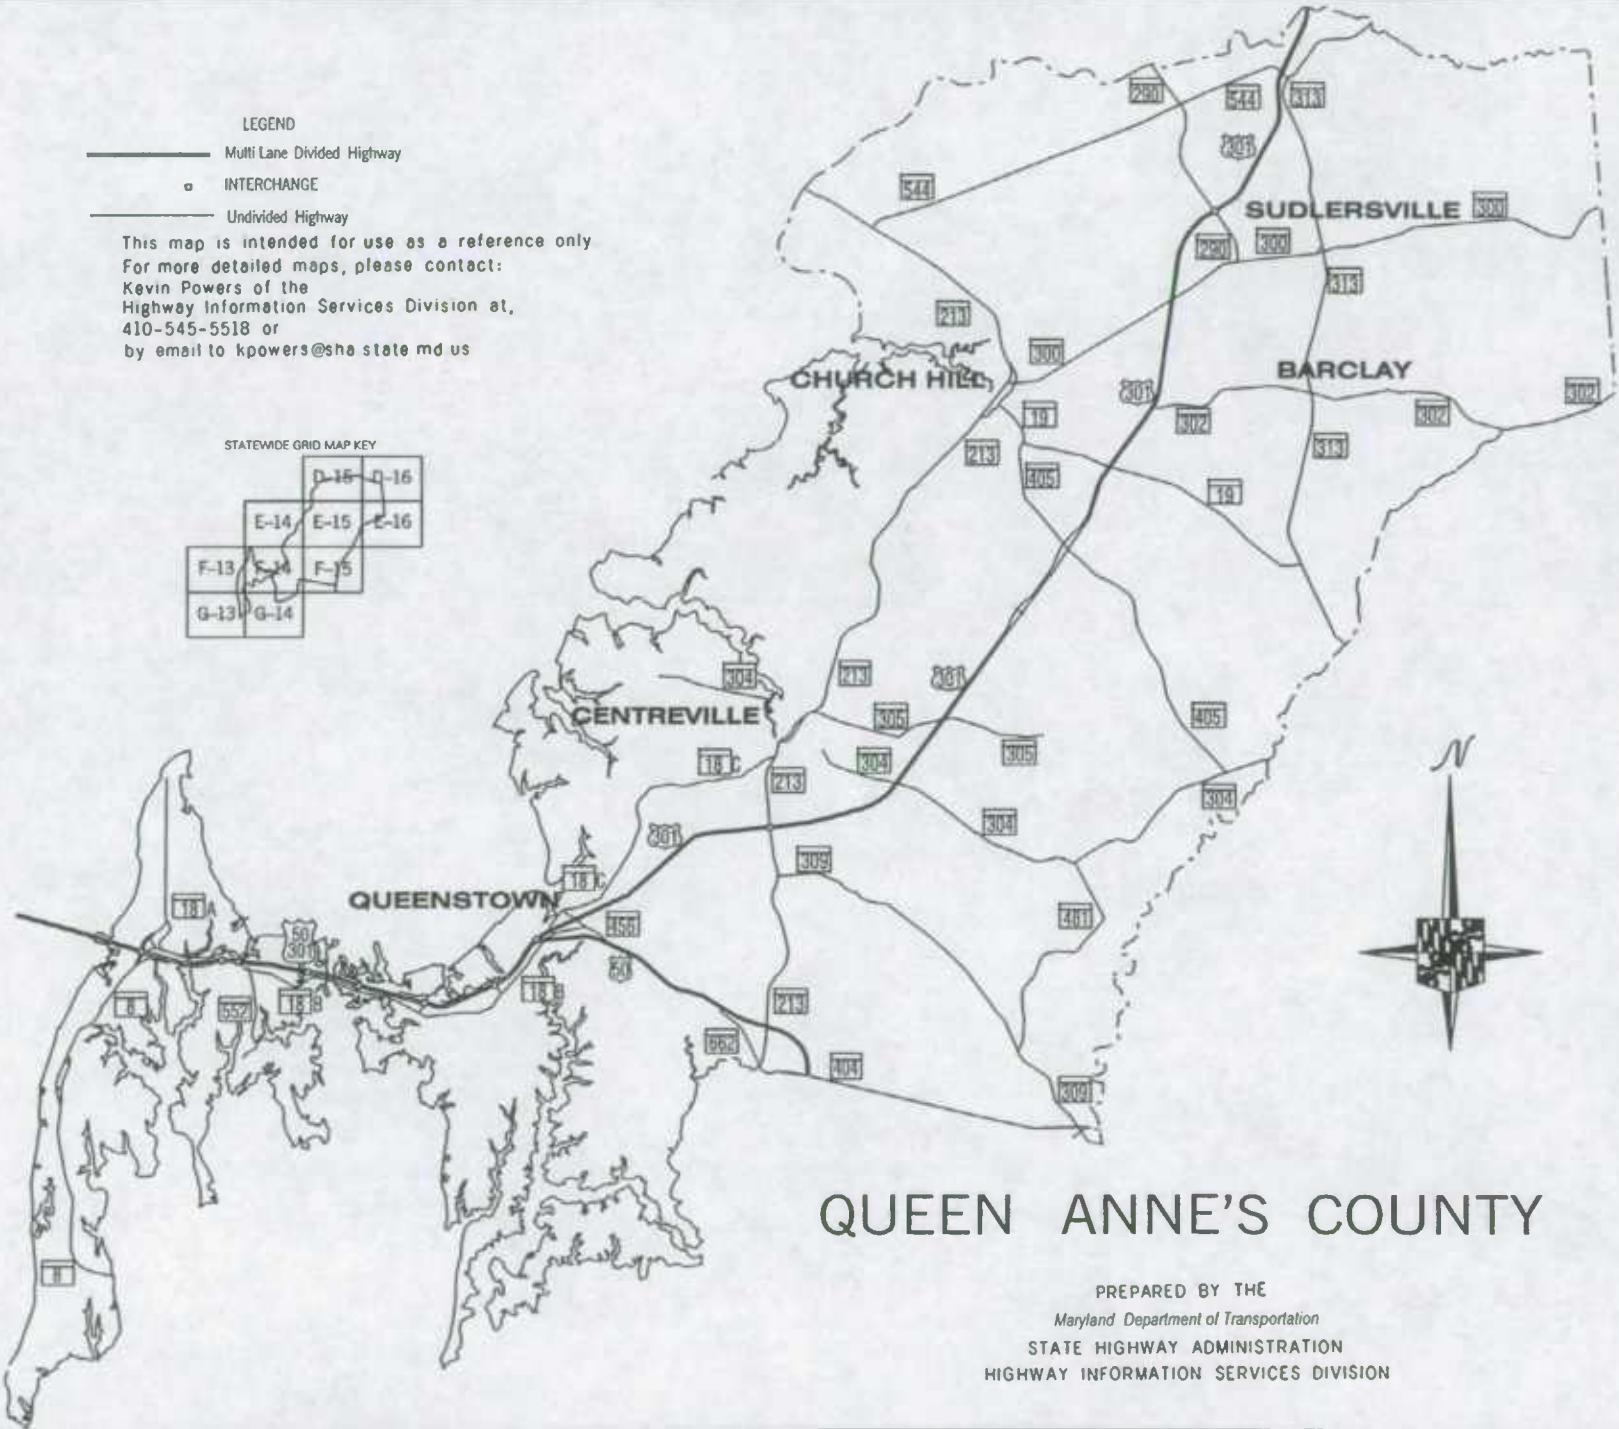 LEGEND
Multi Lane Divided Highway
INTERCHANGE
Undivided Highway
This map is intended for use as a reference only
For more detailed maps, please contact:
Kevin Powers of the
Highway Information Services Division at,
410-545-5518 or
by email to kpowers@sha state md us
STATEWIDE GRID MAP KEY
D-15 D-16
E-14 E-15 E-16
F-13 F-14 F-15
G-13 G-14
290
544
313
301
544
SUDLERSVILLE
300
290
300
313
213
300
CHURCH HILL
BARCLAY
301
302
302
302
19
213
313
405
19
304
213
301
CENTREVILLE
305
405
305
18 C
304
213
304
304
301
309
18 C
QUEENSTOWN
18 A
481
456
50
301
50
18 B
8
552
18 B
213
662
404
309
8
N
QUEEN ANNE'S COUNTY
PREPARED BY THE
Maryland Department of Transportation
STATE HIGHWAY ADMINISTRATION
HIGHWAY INFORMATION SERVICES DIVISION